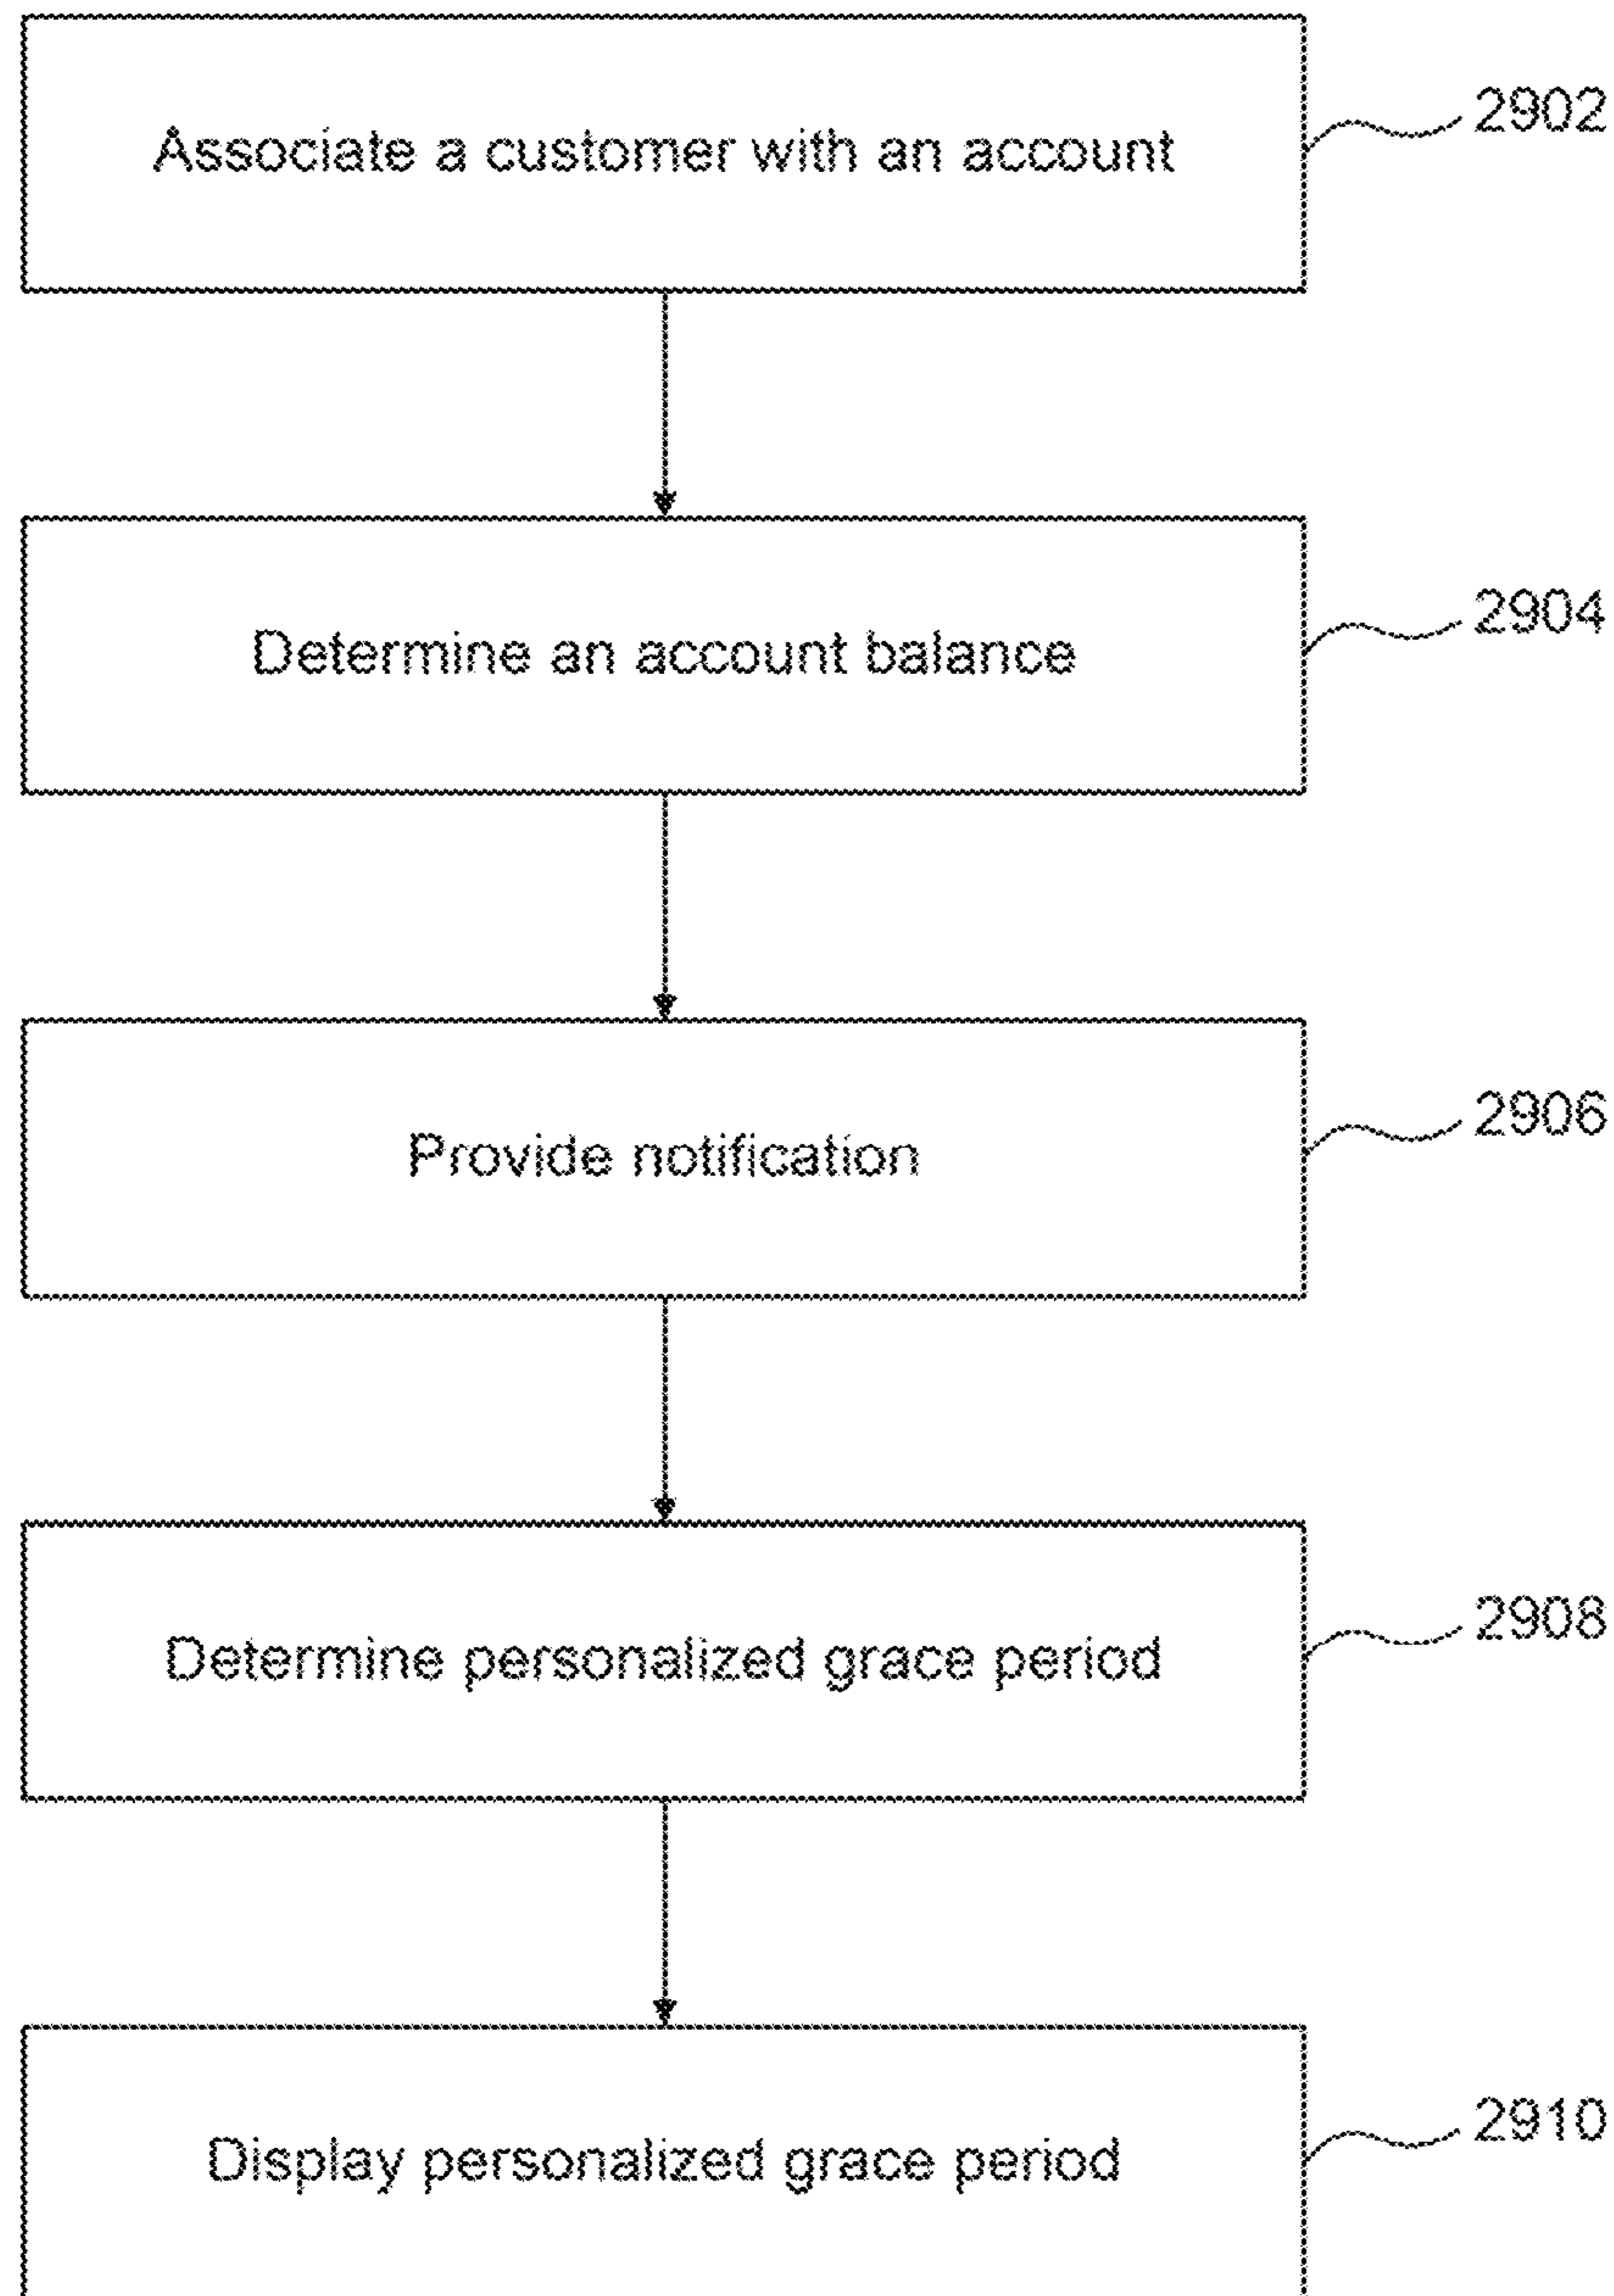 Associate a customer with an account
2902
Determine an account balance
2904
Provide notification
2906
Determine personalized grace period
2908
Display personalized grace period
2910